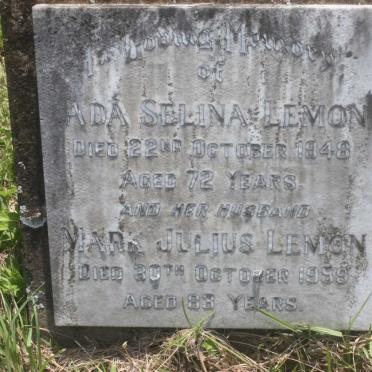 In Loving Memory
of
ADA SELINA LEMON
DIED 22ND OCTOBER 1948
AGED 72 YEARS.
AND HER HUSBAND
MARK JULIUS LEMON
DIED 30TH OCTOBER 1959
AGED 83 YEARS.